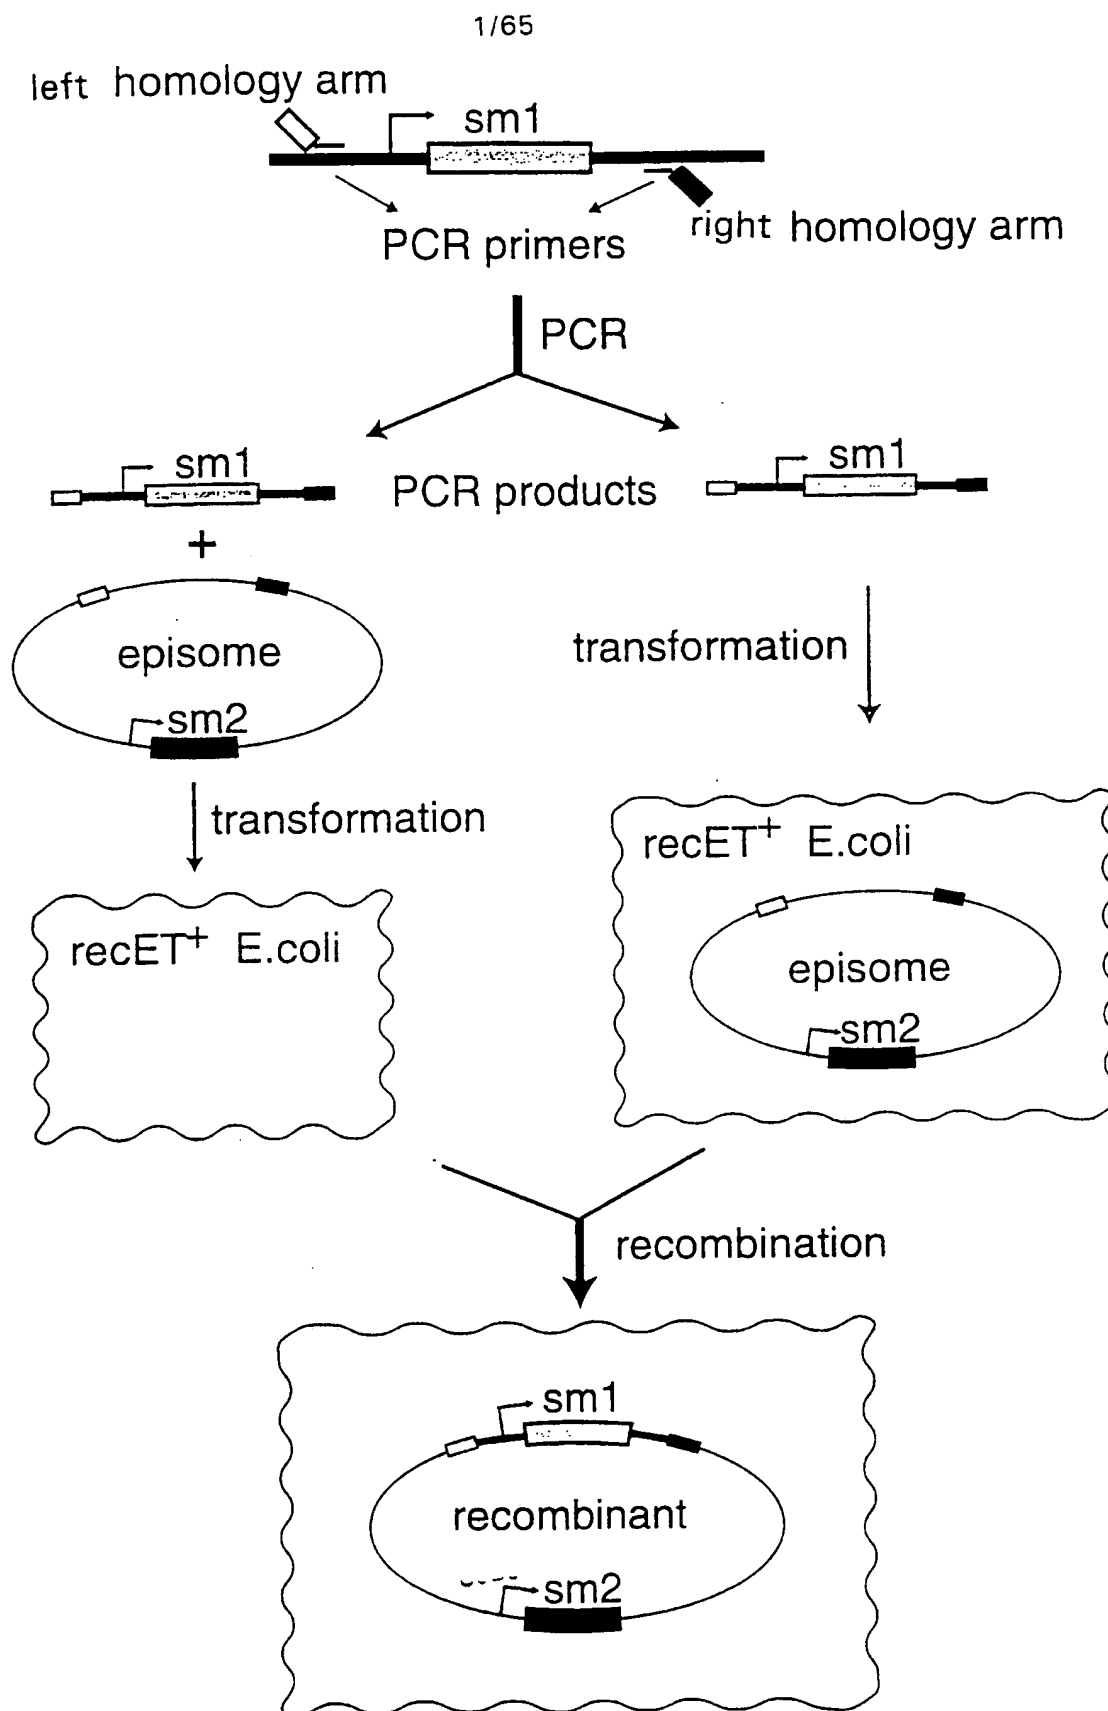 1/65
left homology arm
sm1
PCR primers
right homology arm
PCR
sm1
PCR products
sm1
+
episome
sm2
transformation
transformation
recET+ E.coli
recET+ E.coli
episome
sm2
recombination
sm1
recombinant
sm2